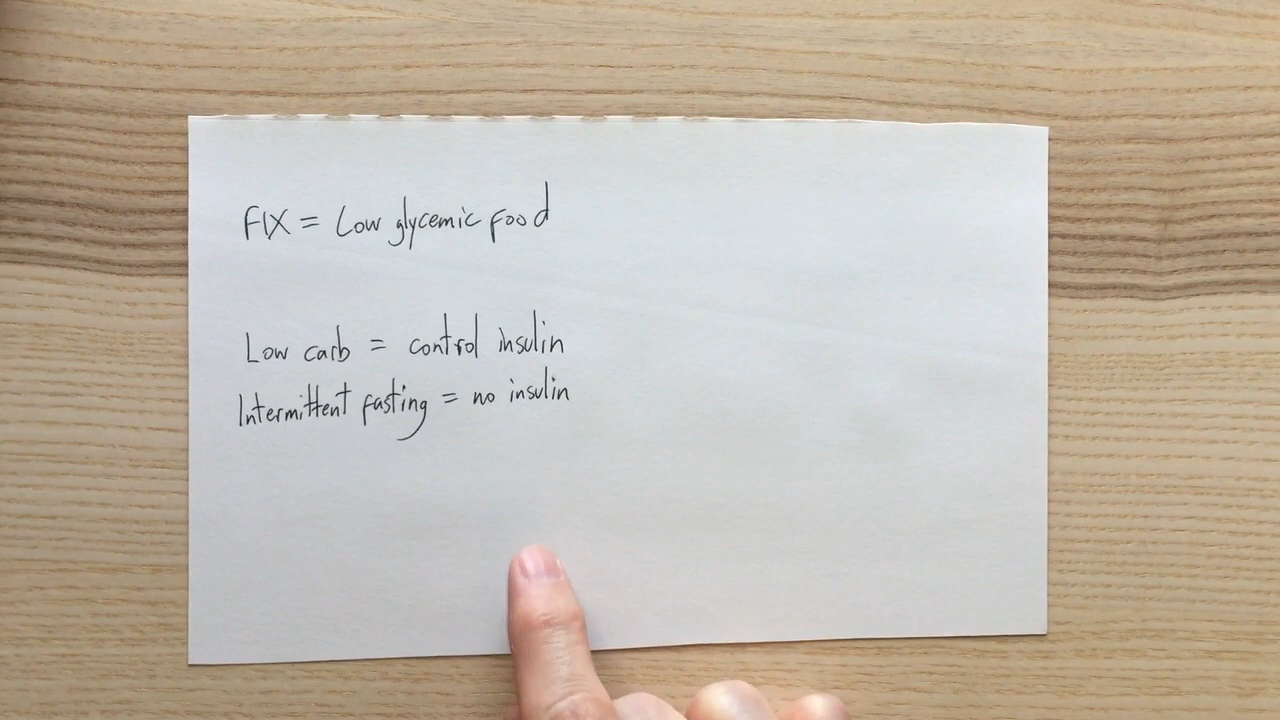 FIX = Low glycemic food
Low carb = control insulin
Intermittent fasting = no insulin